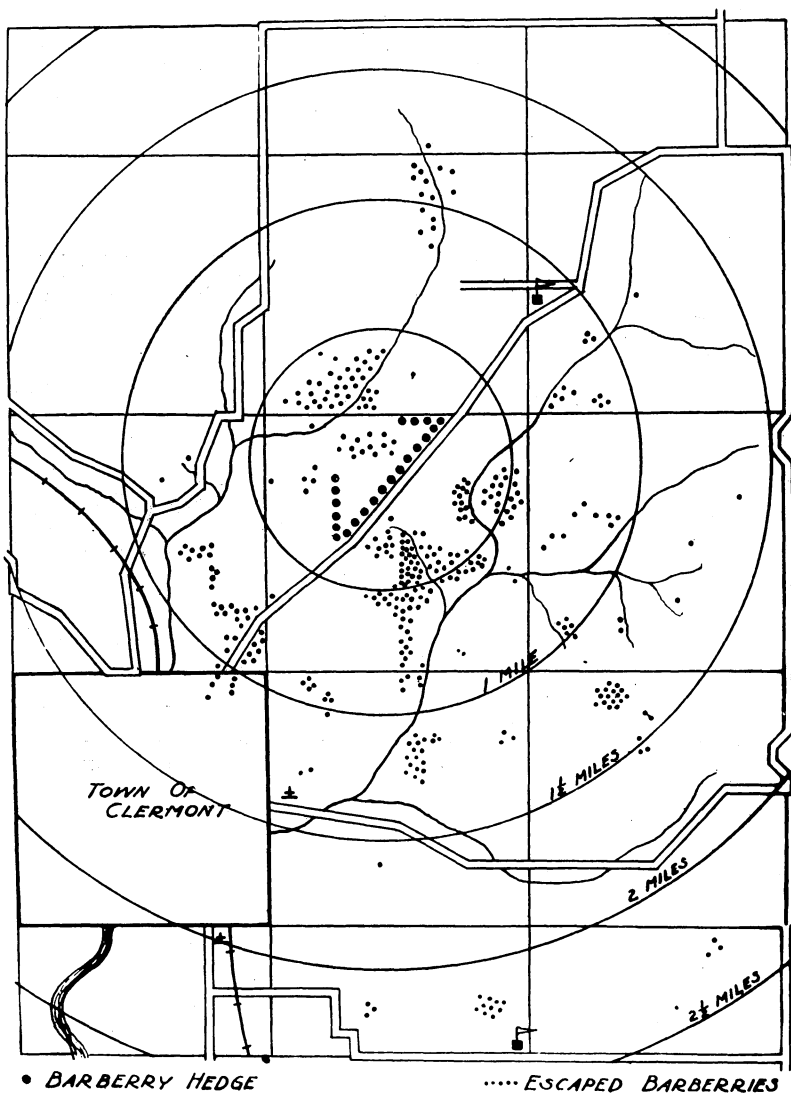 1 MILE
1½ MILES
TOWN OF
CLERMONT
2 MILES
2½ MILES
BARBERRY HEDGE
ESCAPED BARBERRIES